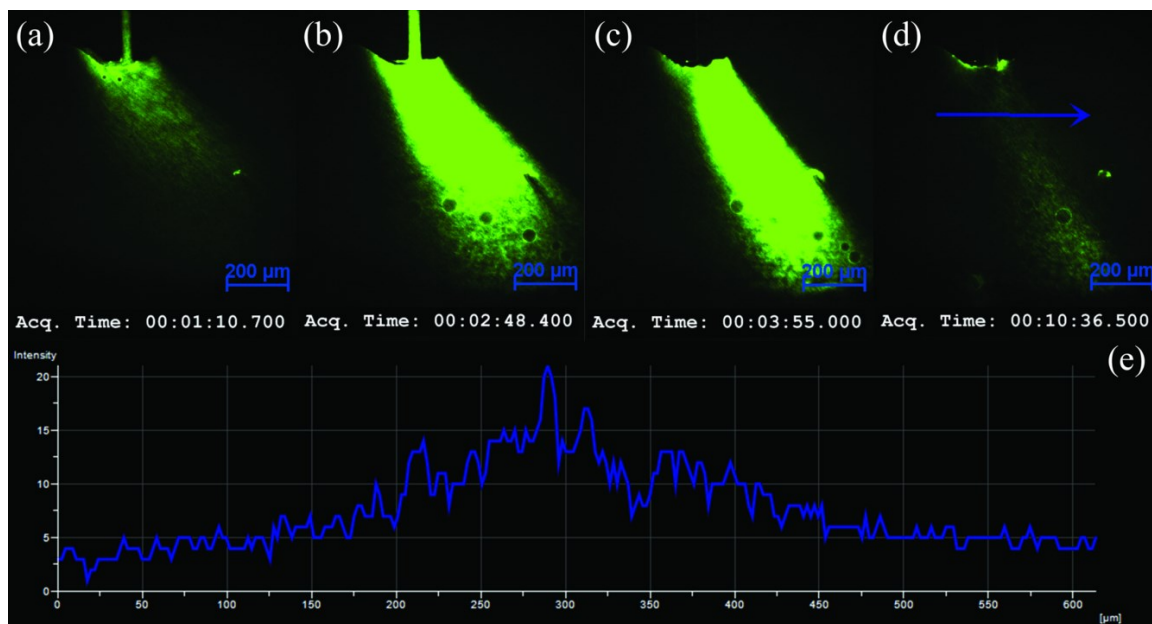 (a) (b) (c) (d)
200 µm 200 µm 200 µm 200 µm
Acq. Time: 00:01:10.700 Acq. Time: 00:02:48.400 Acq. Time: 00:03:55.000 Acq. Time: 00:10:36.500
Intensity
(e)
20
15
10
5
0
0 50 100 150 200 250 300 350 400 450 500 550 600
[µm]